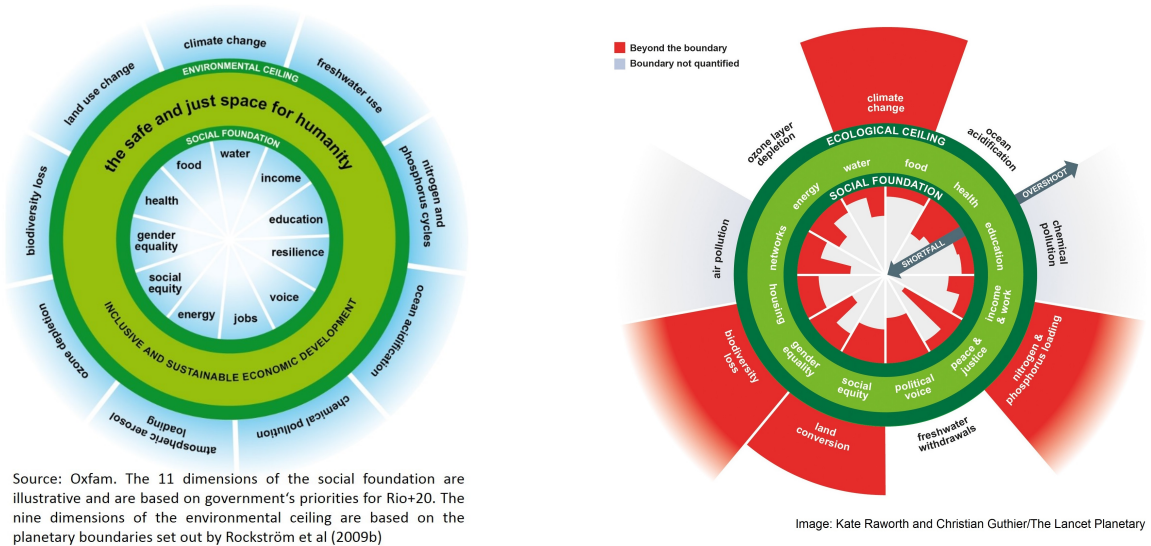 climate change
ENVIRONMENTAL CEILING
freshwater use
nitrogen and
phosphorus cycles
ocean acidification
chemical pollution
atmospheric aerosol
loading
ozone depletion
biodiversity loss
land use change
the safe and just space for humanity
SOCIAL FOUNDATION
water
income
education
resilience
voice
jobs
energy
social
equity
gender
equality
health
food
INCLUSIVE AND SUSTAINABLE ECONOMIC DEVELOPMENT
Source: Oxfam. The 11 dimensions of the social foundation are
illustrative and are based on government‘s priorities for Rio+20. The
nine dimensions of the environmental ceiling are based on the
planetary boundaries set out by Rockström et al (2009b)
Beyond the boundary
Boundary not quantified
climate
change
ocean
acidification
OVERSHOOT
chemical
pollution
nitrogen &
phosphorus loading
freshwater
withdrawals
land
conversion
biodiversity
loss
air pollution
ozone layer
depletion
ECOLOGICAL CEILING
water
food
health
education
income
& work
peace &
justice
political
voice
social
equity
gender
equality
housing
networks
energy
SOCIAL FOUNDATION
SHORTFALL
Image: Kate Raworth and Christian Guthier/The Lancet Planetary